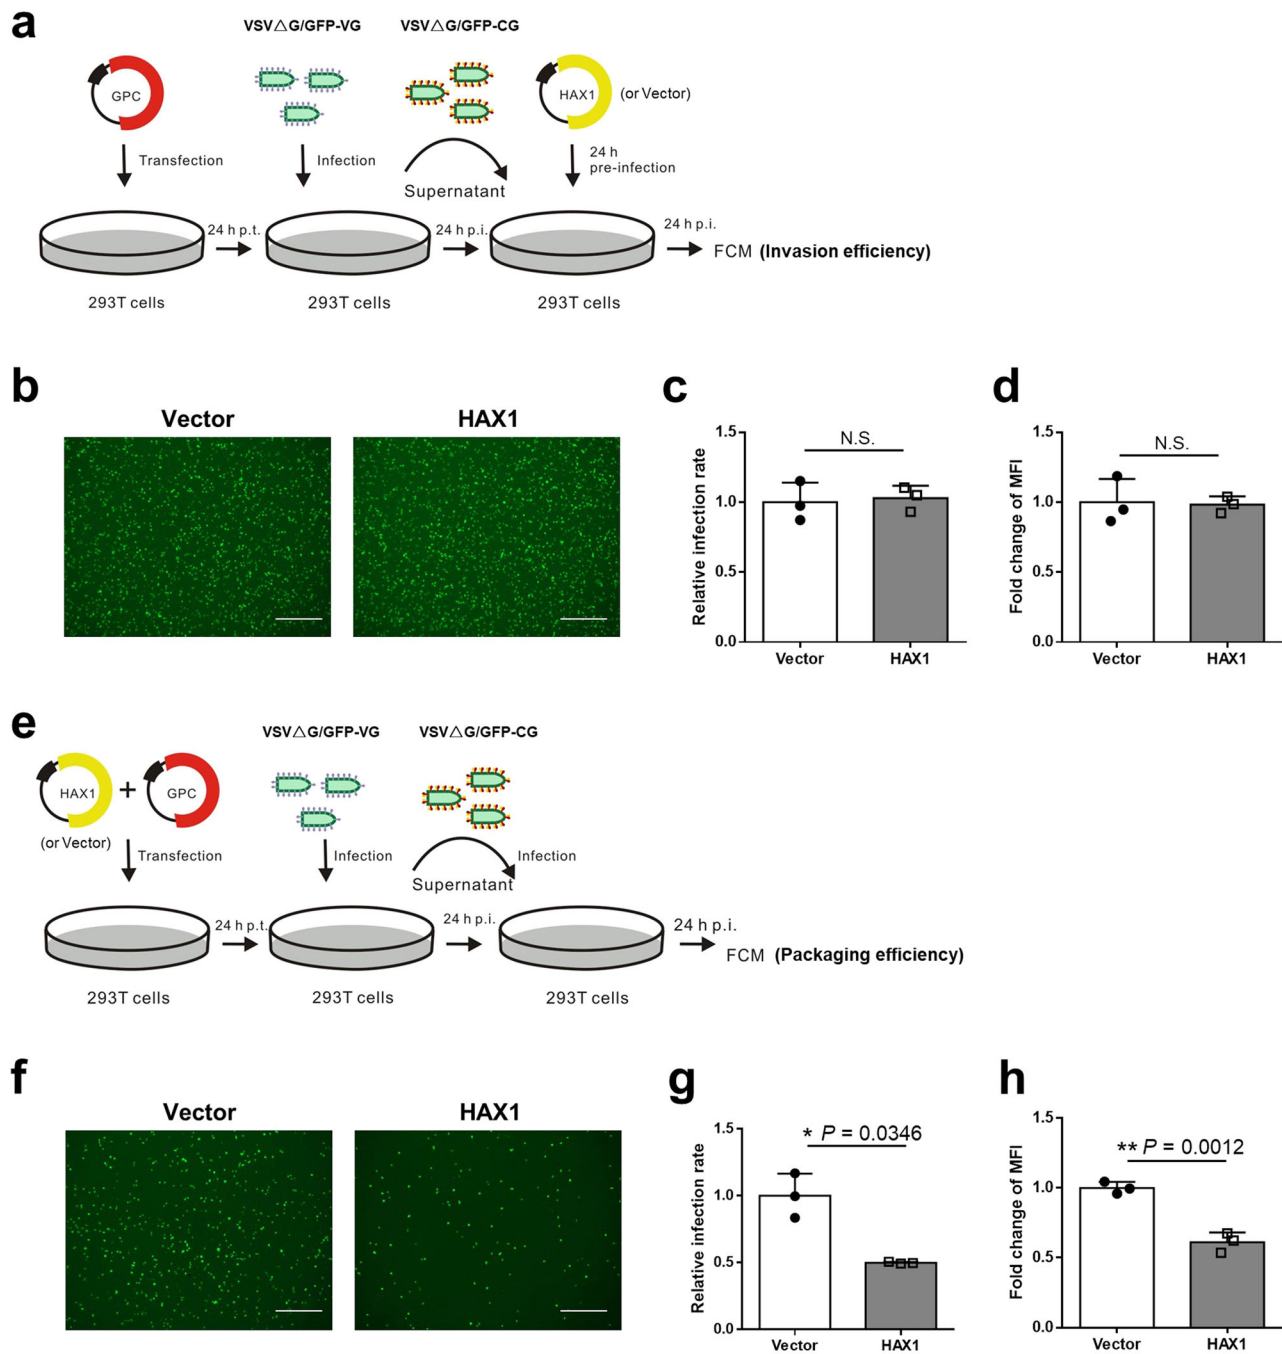 a
VSV△G/GFP-VG
VSV△G/GFP-CG
GPC
HAX1
(or Vector)
Transfection
Infection
Supernatant
24 h
pre-infection
24 h p.t.
24 h p.i.
24 h p.i.
FCM (Invasion efficiency)
293T cells
293T cells
293T cells
b
Vector
HAX1
c
Relative infection rate
1.5
1.0
0.5
0.0
N.S.
Vector
HAX1
d
Fold change of MFI
1.5
1.0
0.5
0.0
N.S.
Vector
HAX1
e
VSV△G/GFP-VG
VSV△G/GFP-CG
HAX1
+
GPC
(or Vector)
Transfection
Infection
Supernatant
Infection
24 h p.t.
24 h p.i.
24 h p.i.
FCM (Packaging efficiency)
293T cells
293T cells
293T cells
f
Vector
HAX1
g
Relative infection rate
1.5
1.0
0.5
0.0
* P = 0.0346
Vector
HAX1
h
Fold change of MFI
1.5
1.0
0.5
0.0
** P = 0.0012
Vector
HAX1